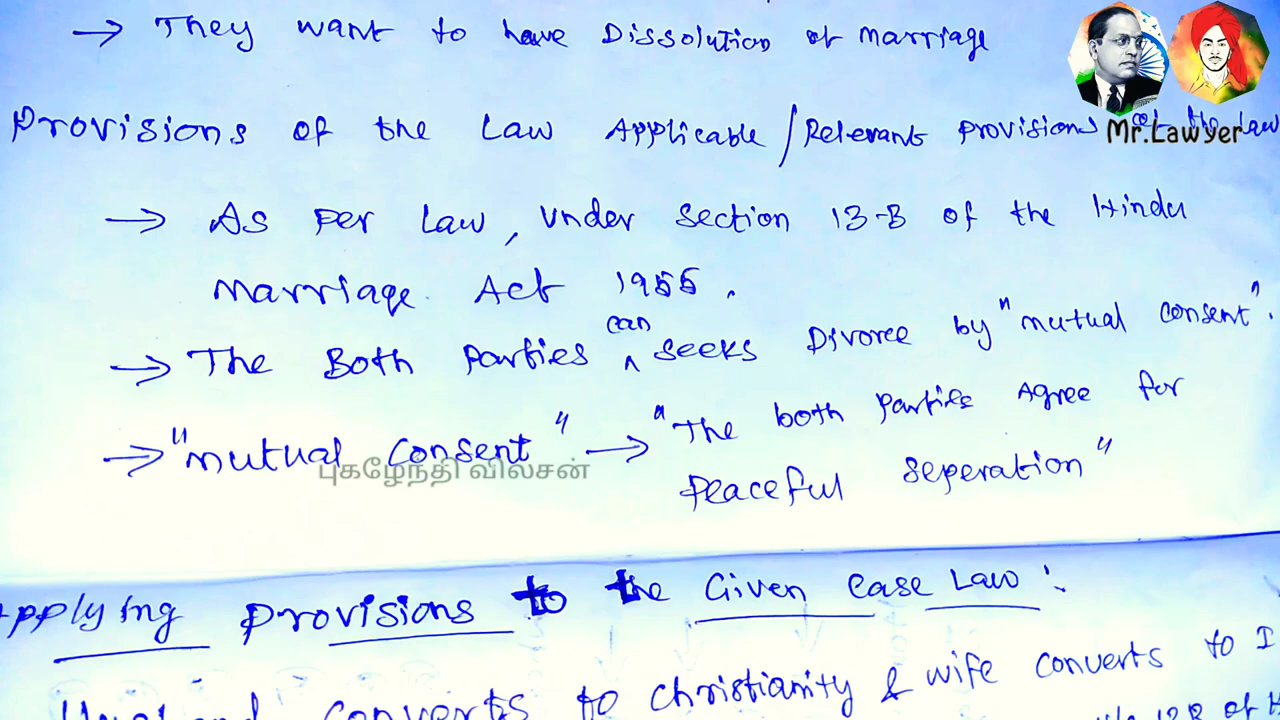 → They want to have Dissolution of marriage
Provisions of the Law Applicable / Relevant provisions of the Law
Mr.Lawyer
→ As per Law, under section 13-B of the Hindu
marriage Act 1955.
→ The Both parties can seeks Divorce by "mutual consent".
→ "mutual consent" → "The both parties Agree for
peaceful seperation"
புகழேந்தி வில்சன்
Applying provisions to the Given case Law :
converts to christianity & wife converts to I